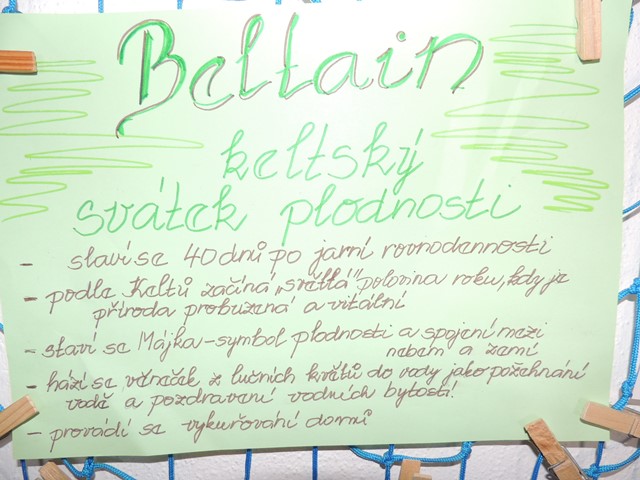 Beltain
keltský
svátek plodnosti
- slaví se 40 dnů po jarní rovnodennosti
- podle Keltů začíná „světlá" polovina roku, kdy je
příroda probuzená a vitální
- staví se Májka - symbol plodnosti a spojení mezi
nebem a zemí
- hází se věneček z lučních květů do vody jako požehnání
vodě a pozdravení vodních bytostí!
- provádí se vykuřování domů